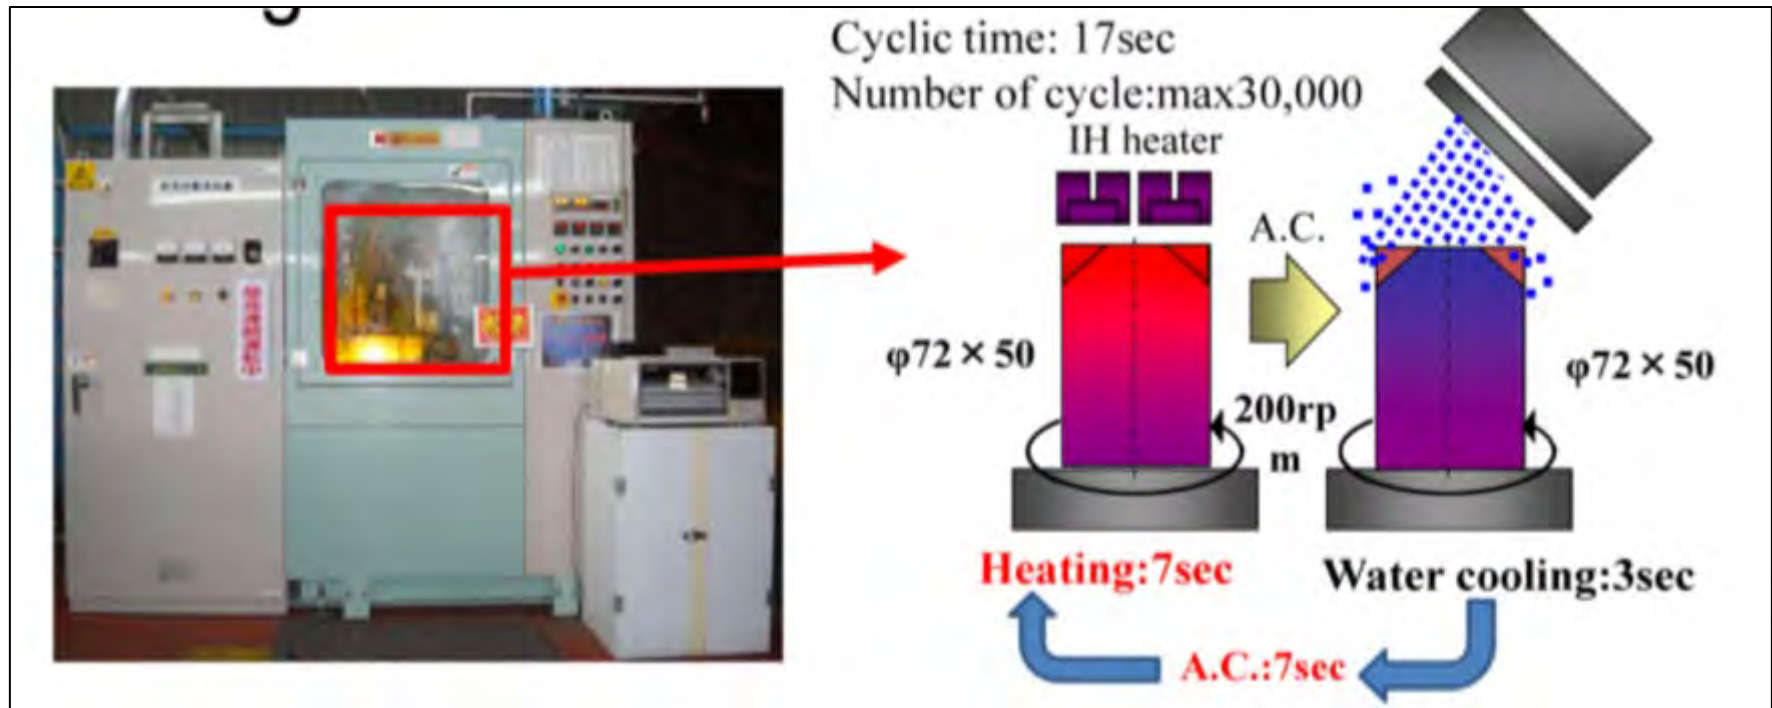 Cyclic time: 17sec
Number of cycle:max30,000
IH heater
A.C.
φ72×50
φ72×50
200rp
m
Heating:7sec
Water cooling:3sec
A.C.:7sec